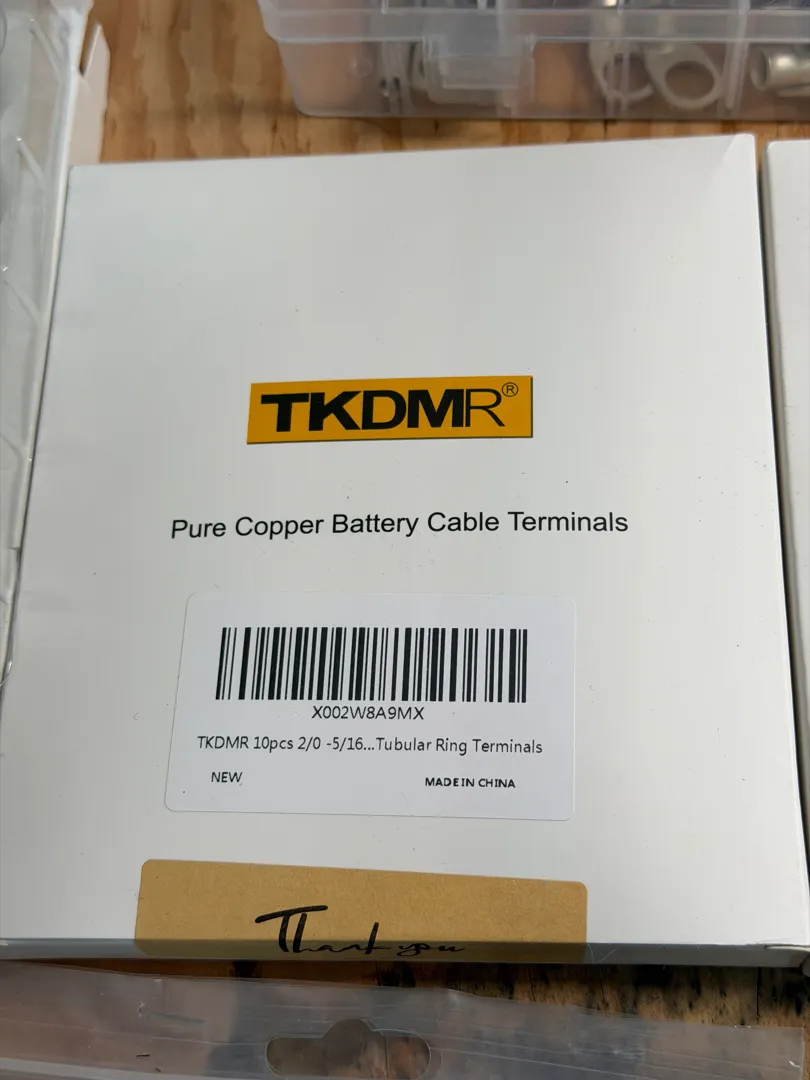 TKDMR®
Pure Copper Battery Cable Terminals
X002W8A9MX
TKDMR 10pcs 2/0 -5/16...Tubular Ring Terminals
NEW
MADE IN CHINA
Thank you